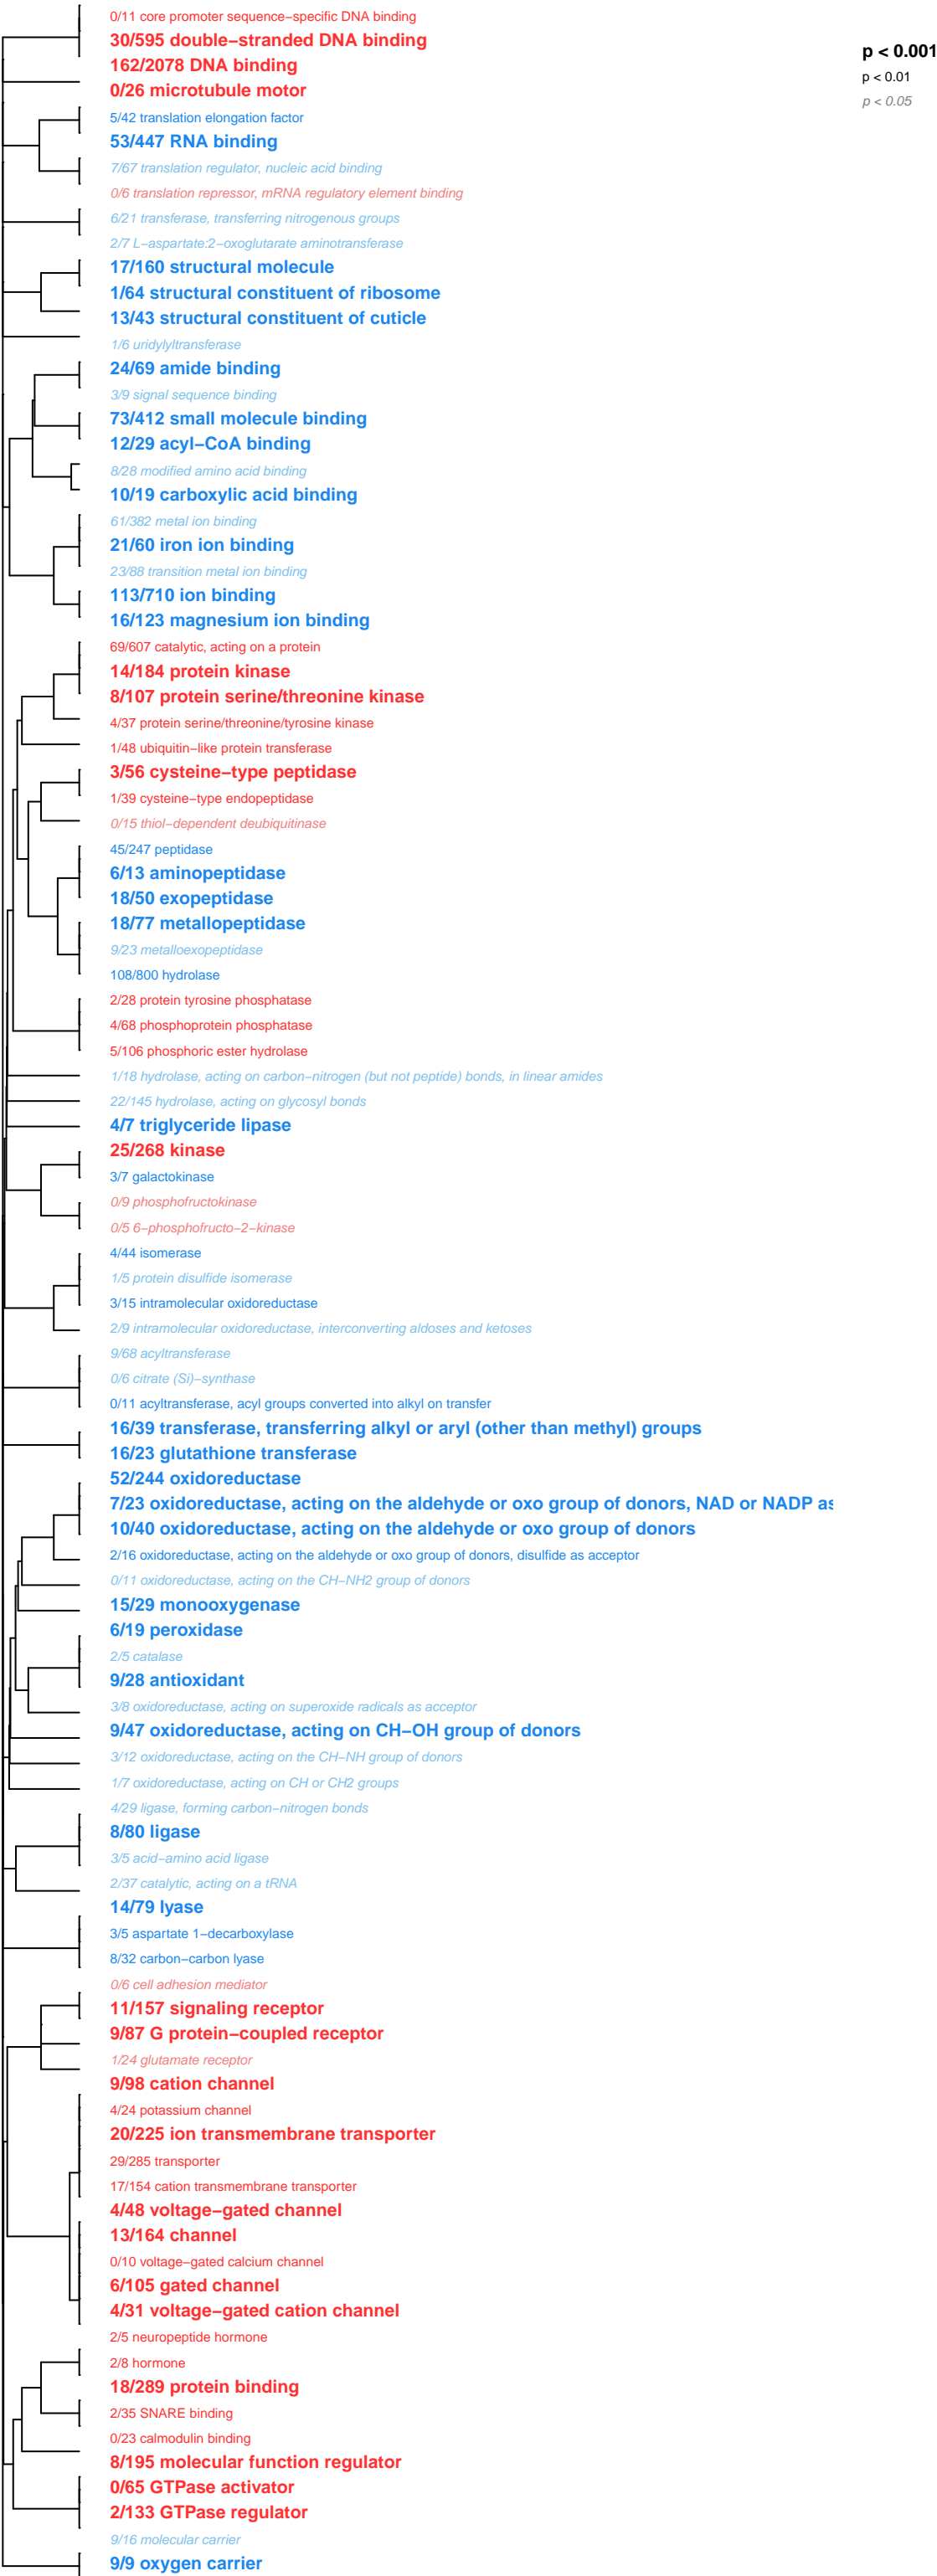 0/11 core promoter sequence−specific DNA binding
30/595 double−stranded DNA binding
p < 0.001
162/2078 DNA binding
p < 0.01
0/26 microtubule motor
p < 0.05
5/42 translation elongation factor
53/447 RNA binding
7/67 translation regulator, nucleic acid binding
0/6 translation repressor, mRNA regulatory element binding
6/21 transferase, transferring nitrogenous groups
2/7 L−aspartate:2−oxoglutarate aminotransferase
17/160 structural molecule
1/64 structural constituent of ribosome
13/43 structural constituent of cuticle
1/6 uridylyltransferase
24/69 amide binding
3/9 signal sequence binding
73/412 small molecule binding
12/29 acyl−CoA binding
8/28 modified amino acid binding
10/19 carboxylic acid binding
61/382 metal ion binding
21/60 iron ion binding
23/88 transition metal ion binding
113/710 ion binding
16/123 magnesium ion binding
69/607 catalytic, acting on a protein
14/184 protein kinase
8/107 protein serine/threonine kinase
4/37 protein serine/threonine/tyrosine kinase
1/48 ubiquitin−like protein transferase
3/56 cysteine−type peptidase
1/39 cysteine−type endopeptidase
0/15 thiol−dependent deubiquitinase
45/247 peptidase
6/13 aminopeptidase
18/50 exopeptidase
18/77 metallopeptidase
9/23 metalloexopeptidase
108/800 hydrolase
2/28 protein tyrosine phosphatase
4/68 phosphoprotein phosphatase
5/106 phosphoric ester hydrolase
1/18 hydrolase, acting on carbon−nitrogen (but not peptide) bonds, in linear amides
22/145 hydrolase, acting on glycosyl bonds
4/7 triglyceride lipase
25/268 kinase
3/7 galactokinase
0/9 phosphofructokinase
0/5 6−phosphofructo−2−kinase
4/44 isomerase
1/5 protein disulfide isomerase
3/15 intramolecular oxidoreductase
2/9 intramolecular oxidoreductase, interconverting aldoses and ketoses
9/68 acyltransferase
0/6 citrate (Si)−synthase
0/11 acyltransferase, acyl groups converted into alkyl on transfer
16/39 transferase, transferring alkyl or aryl (other than methyl) groups
16/23 glutathione transferase
52/244 oxidoreductase
7/23 oxidoreductase, acting on the aldehyde or oxo group of donors, NAD or NADP as
10/40 oxidoreductase, acting on the aldehyde or oxo group of donors
2/16 oxidoreductase, acting on the aldehyde or oxo group of donors, disulfide as acceptor
0/11 oxidoreductase, acting on the CH−NH2 group of donors
15/29 monooxygenase
6/19 peroxidase
2/5 catalase
9/28 antioxidant
3/8 oxidoreductase, acting on superoxide radicals as acceptor
9/47 oxidoreductase, acting on CH−OH group of donors
3/12 oxidoreductase, acting on the CH−NH group of donors
1/7 oxidoreductase, acting on CH or CH2 groups
4/29 ligase, forming carbon−nitrogen bonds
8/80 ligase
3/5 acid−amino acid ligase
2/37 catalytic, acting on a tRNA
14/79 lyase
3/5 aspartate 1−decarboxylase
8/32 carbon−carbon lyase
0/6 cell adhesion mediator
11/157 signaling receptor
9/87 G protein−coupled receptor
1/24 glutamate receptor
9/98 cation channel
4/24 potassium channel
20/225 ion transmembrane transporter
29/285 transporter
17/154 cation transmembrane transporter
4/48 voltage−gated channel
13/164 channel
0/10 voltage−gated calcium channel
6/105 gated channel
4/31 voltage−gated cation channel
2/5 neuropeptide hormone
2/8 hormone
18/289 protein binding
2/35 SNARE binding
0/23 calmodulin binding
8/195 molecular function regulator
0/65 GTPase activator
2/133 GTPase regulator
9/16 molecular carrier
9/9 oxygen carrier